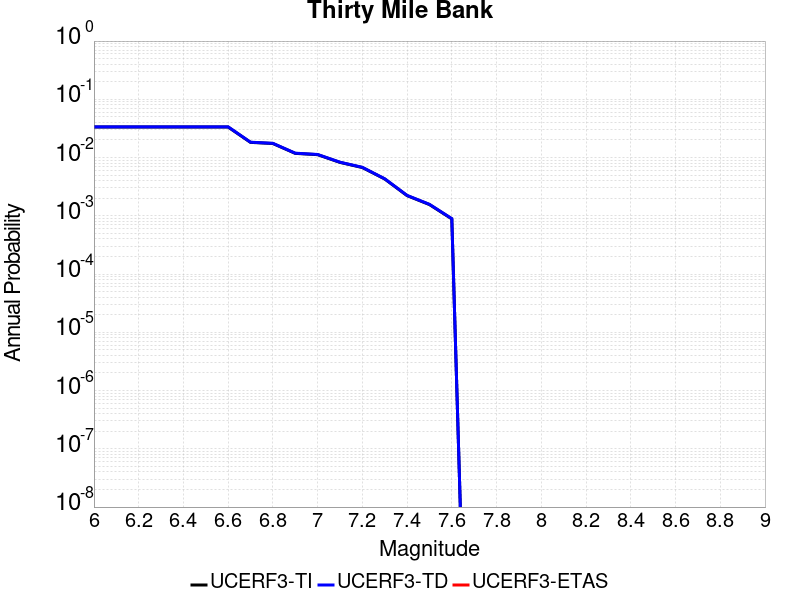 Thirty Mile Bank
10^0
10^-1
10^-2
10^-3
10^-4
10^-5
10^-6
10^-7
10^-8
Annual Probability
6 6.2 6.4 6.6 6.8 7 7.2 7.4 7.6 7.8 8 8.2 8.4 8.6 8.8 9
Magnitude
UCERF3-TI UCERF3-TD UCERF3-ETAS